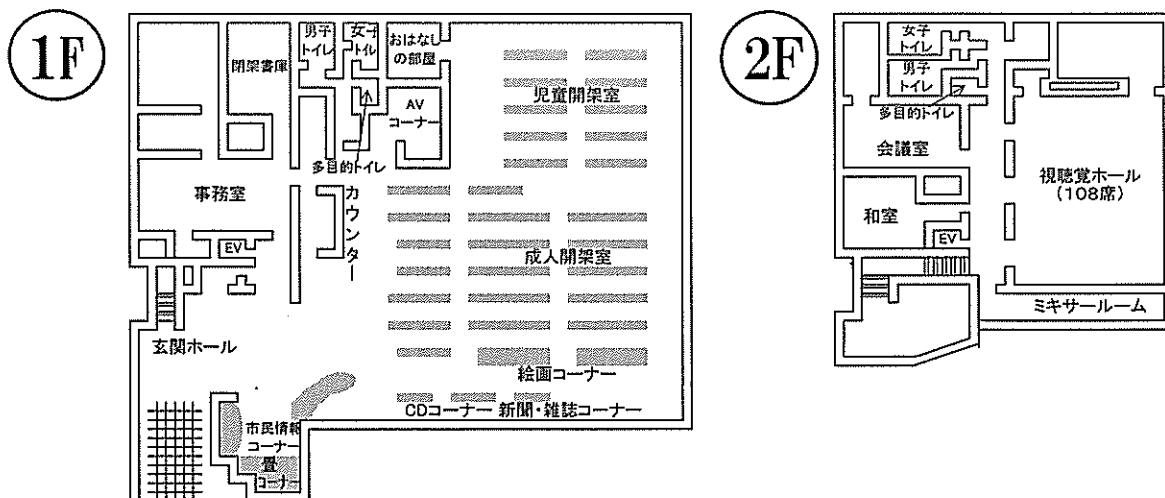 1F
男子
トイレ
女子
トイレ
おはなし
の部屋
閉架書庫
児童開架室
AV
コーナー
多目的トイレ
事務室
カウンター
EV
成人開架室
玄関ホール
絵画コーナー
CDコーナー 新聞・雑誌コーナー
市民情報
コーナー
畳
コーナー
2F
女子
トイレ
男子
トイレ
多目的トイレ
会議室
視聴覚ホール
(108席)
和室
EV
ミキサールーム